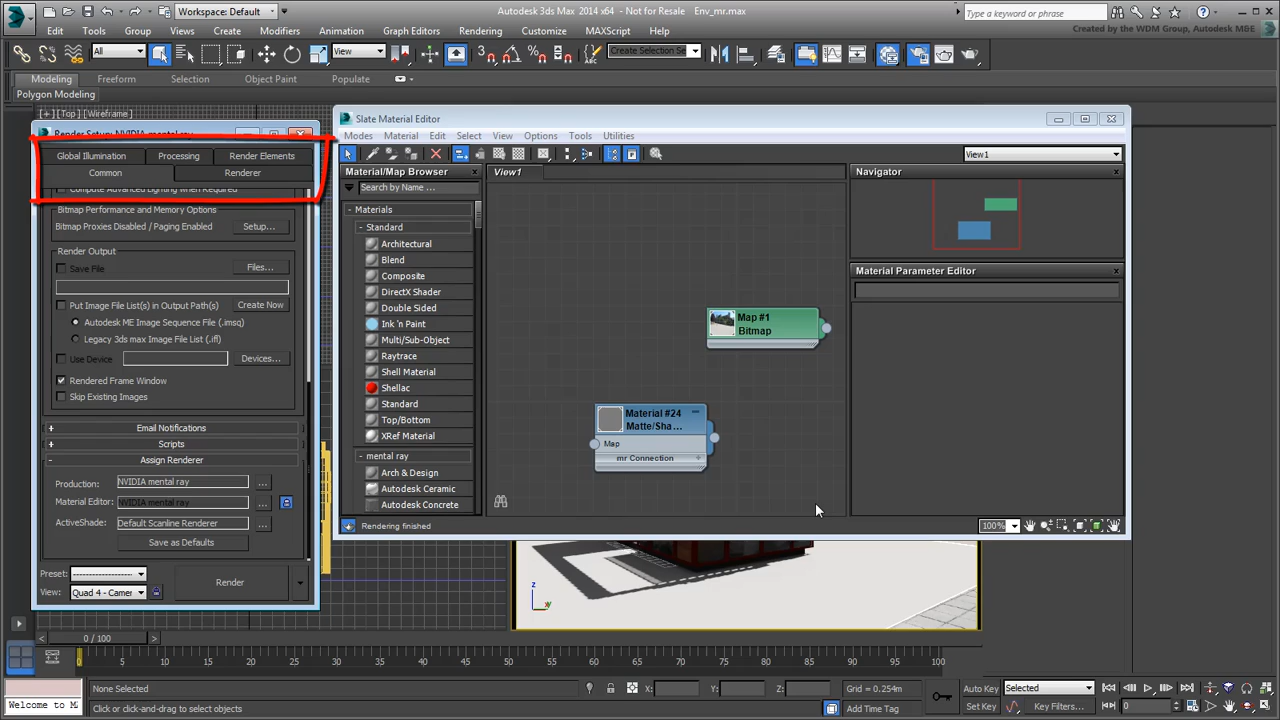 Workspace: Default
Autodesk 3ds Max 2014 x64 - Not for Resale Env_mr.max
Type a keyword or phrase
Created by the WDM Group, Autodesk M&E
Edit Tools Group Views Create Modifiers Animation Graph Editors Rendering Customize MAXScript Help
All
View
Create Selection Se
Modeling Freeform Selection Object Paint Populate
Polygon Modeling
[+] [Top] [Wireframe]
Render Setup: NVIDIA mental ray
Global Illumination Processing Render Elements
Common Renderer
Compute Advanced Lighting when Required
Bitmap Performance and Memory Options
Bitmap Proxies Disabled / Paging Enabled Setup...
Render Output
Save File Files...
Put Image File List(s) in Output Path(s) Create Now
Autodesk ME Image Sequence File (.imsq)
Legacy 3ds max Image File List (.ifl)
Use Device Devices...
Rendered Frame Window
Skip Existing Images
+ Email Notifications
+ Scripts
- Assign Renderer
Production: NVIDIA mental ray ...
Material Editor: NVIDIA mental ray ...
ActiveShade: Default Scanline Renderer ...
Save as Defaults
Preset: --------------------
View: Quad 4 - Camer
Render
Slate Material Editor
Modes Material Edit Select View Options Tools Utilities
View1
Material/Map Browser
Search by Name ...
- Materials
- Standard
Architectural
Blend
Composite
DirectX Shader
Double Sided
Ink 'n Paint
Multi/Sub-Object
Raytrace
Shell Material
Shellac
Standard
Top/Bottom
XRef Material
- mental ray
Arch & Design
Autodesk Ceramic
Autodesk Concrete
View1
Map #1
Bitmap
Material #24
Matte/Sha...
Map
mr Connection
+
Navigator
Material Parameter Editor
Rendering finished
100%
z
y
0 / 100
0 5 10 15 20 25 30 35 40 45 50 55 60 65 70 75 80 85 90 95 100
None Selected
X: Y: Z: Grid = 0.254m
Auto Key Selected
Welcome to M
Click or click-and-drag to select objects
Add Time Tag
Set Key Key Filters... 0